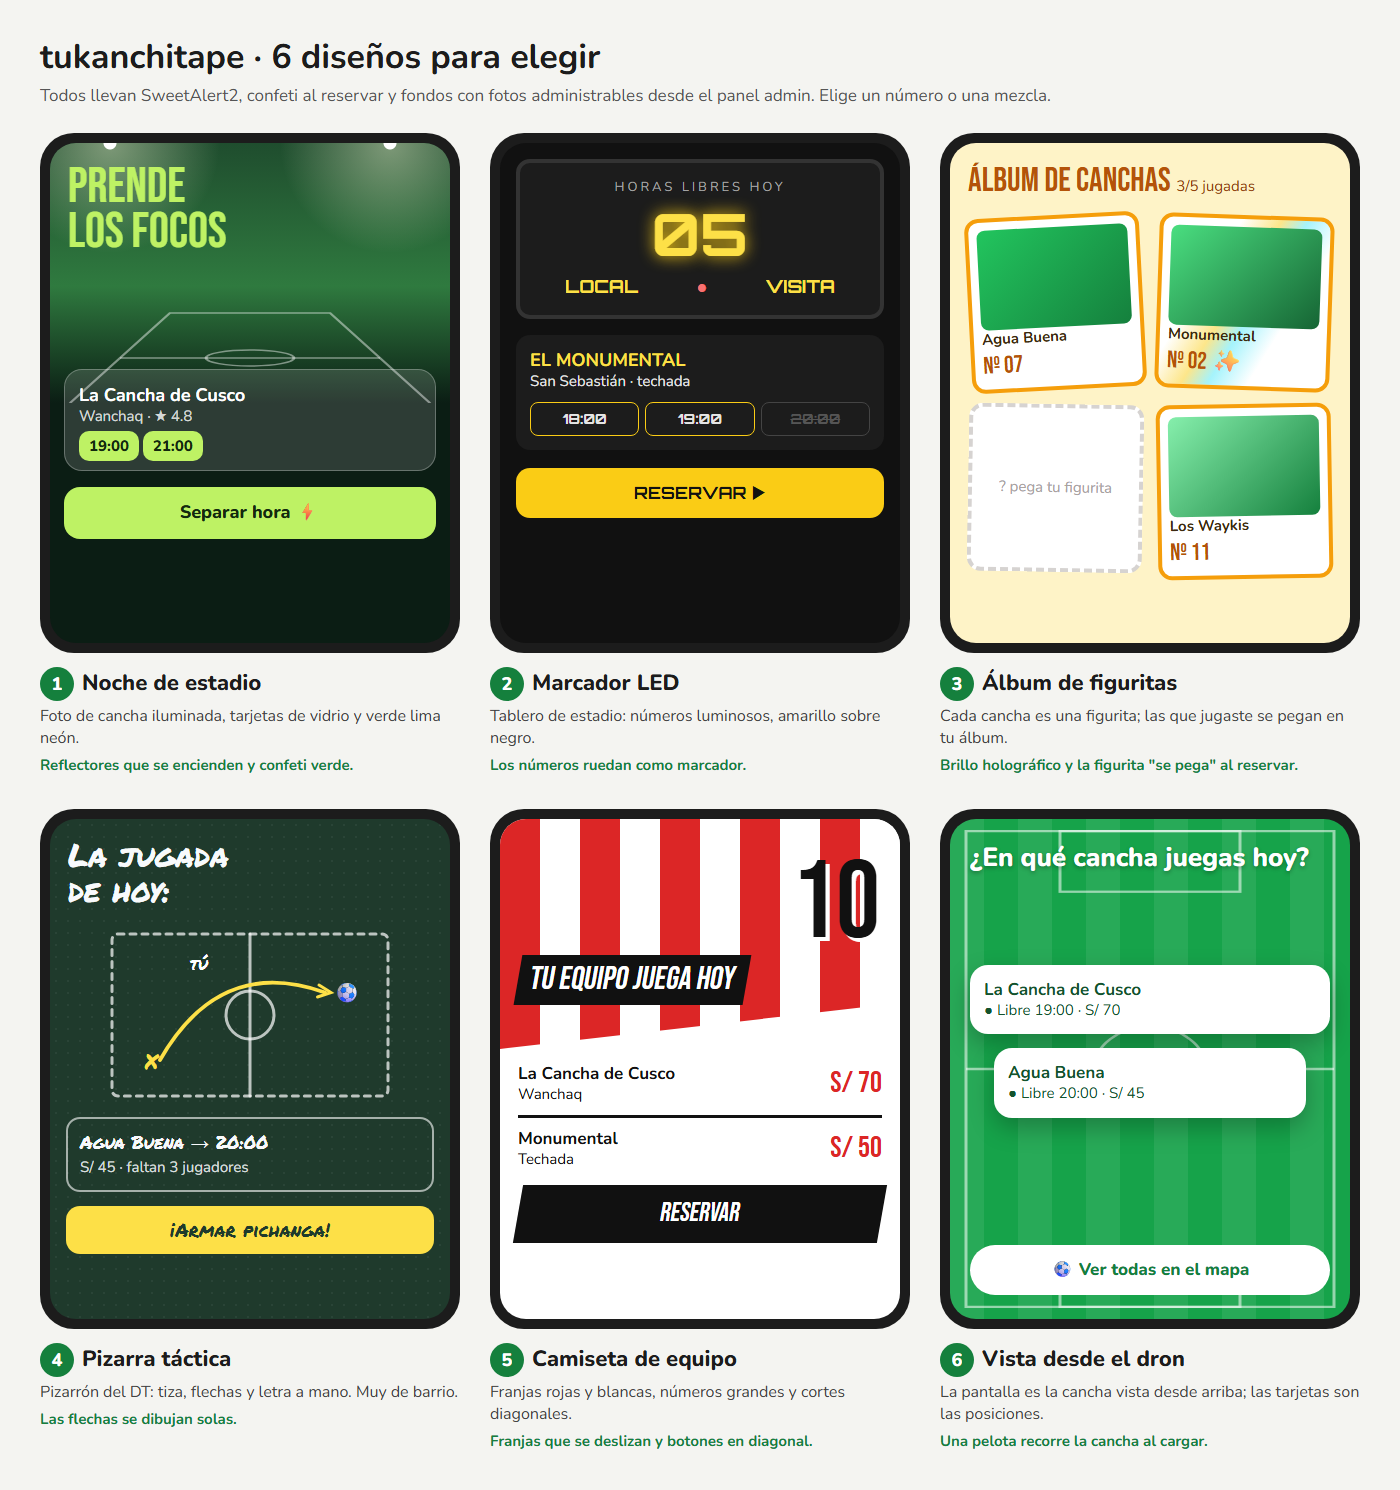 tukanchitape · 6 diseños para elegir
Todos llevan SweetAlert2, confeti al reservar y fondos con fotos administrables desde el panel admin. Elige un número o una mezcla.
PRENDE
LOS FOCOS
La Cancha de Cusco
Wanchaq · ★ 4.8
19:00 21:00
Separar hora ⚡
1 Noche de estadio
Foto de cancha iluminada, tarjetas de vidrio y verde lima
neón.
Reflectores que se encienden y confeti verde.
HORAS LIBRES HOY
05
LOCAL ● VISITA
EL MONUMENTAL
San Sebastián · techada
18:00 19:00 20:00
RESERVAR ▶
2 Marcador LED
Tablero de estadio: números luminosos, amarillo sobre
negro.
Los números ruedan como marcador.
ÁLBUM DE CANCHAS 3/5 jugadas
Agua Buena
Nº 07
Monumental
Nº 02 ✨
? pega tu figurita
Los Waykis
Nº 11
3 Álbum de figuritas
Cada cancha es una figurita; las que jugaste se pegan en
tu álbum.
Brillo holográfico y la figurita "se pega" al reservar.
La jugada
de hoy:
TÚ
x
Agua Buena → 20:00
S/ 45 · faltan 3 jugadores
¡Armar pichanga!
4 Pizarra táctica
Pizarrón del DT: tiza, flechas y letra a mano. Muy de barrio.
Las flechas se dibujan solas.
10
TU EQUIPO JUEGA HOY
La Cancha de Cusco
Wanchaq
S/ 70
Monumental
Techada
S/ 50
RESERVAR
5 Camiseta de equipo
Franjas rojas y blancas, números grandes y cortes
diagonales.
Franjas que se deslizan y botones en diagonal.
¿En qué cancha juegas hoy?
La Cancha de Cusco
● Libre 19:00 · S/ 70
Agua Buena
● Libre 20:00 · S/ 45
⚽ Ver todas en el mapa
6 Vista desde el dron
La pantalla es la cancha vista desde arriba; las tarjetas son
las posiciones.
Una pelota recorre la cancha al cargar.